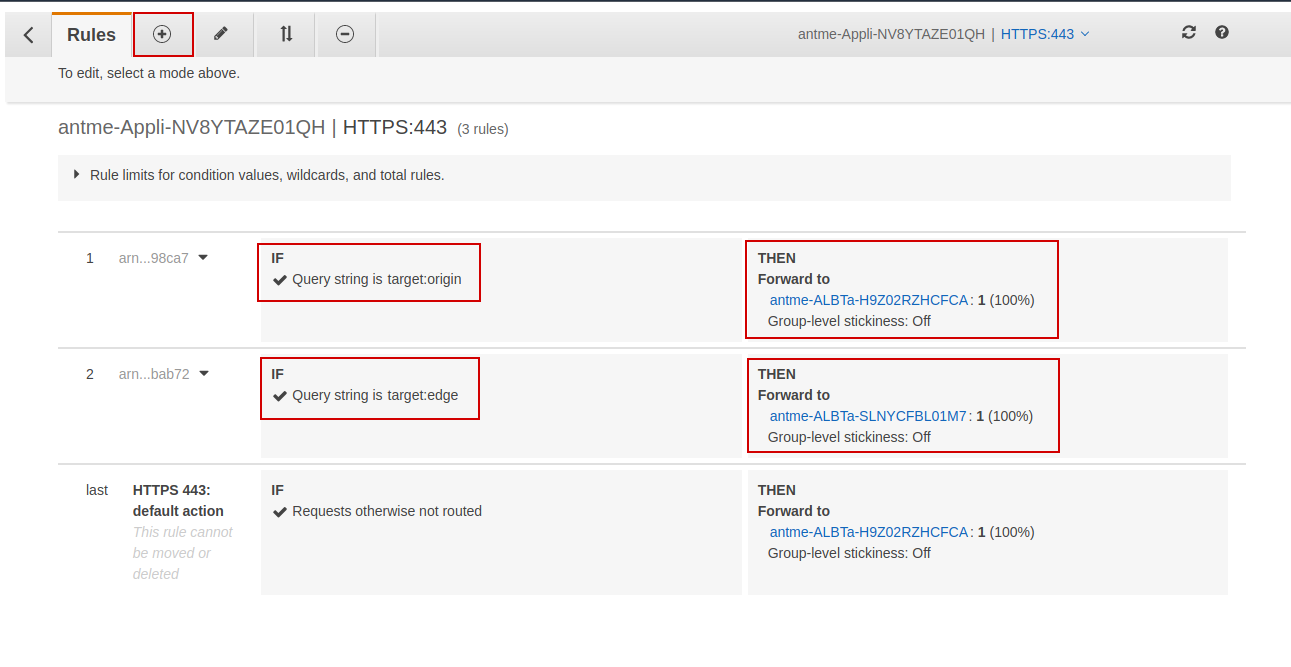 Rules
antme-Appli-NV8YTAZE01QH | HTTPS:443
To edit, select a mode above.
antme-Appli-NV8YTAZE01QH | HTTPS:443 (3 rules)
Rule limits for condition values, wildcards, and total rules.
1 arn...98ca7
IF
Query string is target:origin
THEN
Forward to
antme-ALBTa-H9Z02RZHCFCA: 1 (100%)
Group-level stickiness: Off
2 arn...bab72
IF
Query string is target:edge
THEN
Forward to
antme-ALBTa-SLNYCFBL01M7: 1 (100%)
Group-level stickiness: Off
last
HTTPS 443:
default action
This rule cannot
be moved or
deleted
IF
Requests otherwise not routed
THEN
Forward to
antme-ALBTa-H9Z02RZHCFCA: 1 (100%)
Group-level stickiness: Off